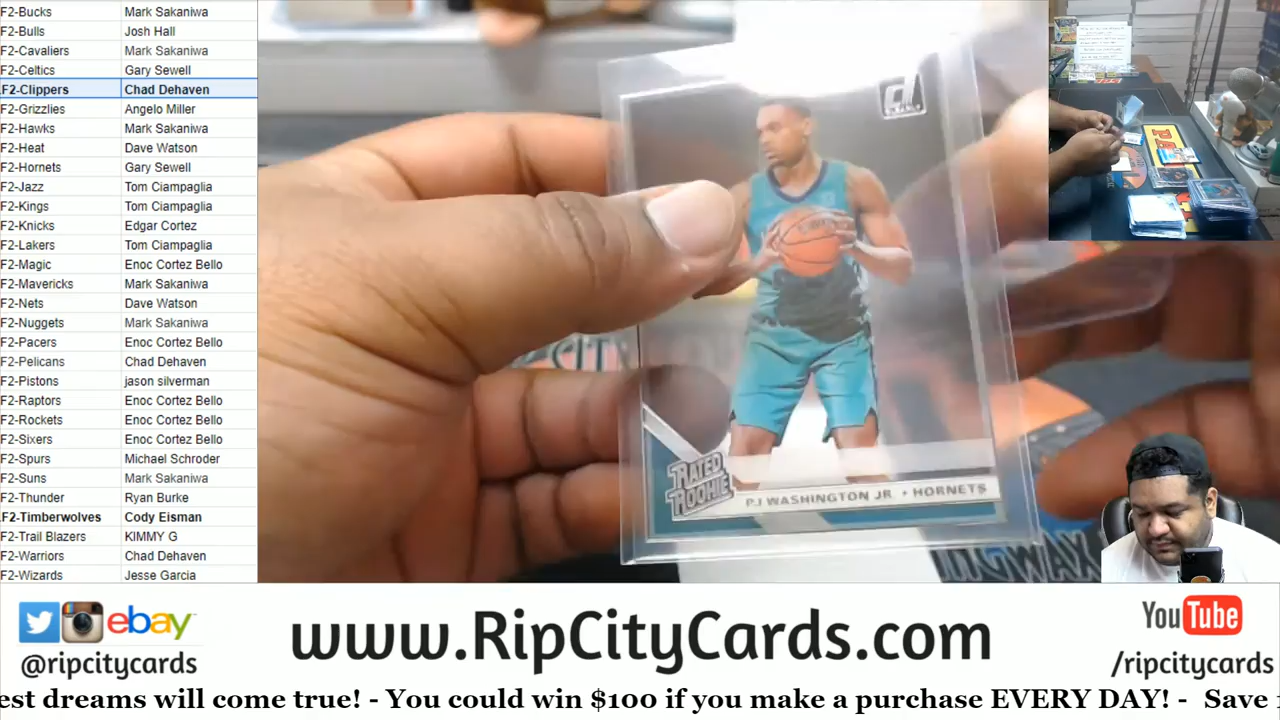 F2-Bucks Mark Sakaniwa
F2-Bulls Josh Hall
F2-Cavaliers Mark Sakaniwa
F2-Celtics Gary Sewell
F2-Clippers Chad Dehaven
F2-Grizzlies Angelo Miller
F2-Hawks Mark Sakaniwa
F2-Heat Dave Watson
F2-Hornets Gary Sewell
F2-Jazz Tom Ciampaglia
F2-Kings Tom Ciampaglia
F2-Knicks Edgar Cortez
F2-Lakers Tom Ciampaglia
F2-Magic Enoc Cortez Bello
F2-Mavericks Mark Sakaniwa
F2-Nets Dave Watson
F2-Nuggets Mark Sakaniwa
F2-Pacers Enoc Cortez Bello
F2-Pelicans Chad Dehaven
F2-Pistons jason silverman
F2-Raptors Enoc Cortez Bello
F2-Rockets Enoc Cortez Bello
F2-Sixers Enoc Cortez Bello
F2-Spurs Michael Schroder
F2-Suns Mark Sakaniwa
F2-Thunder Ryan Burke
F2-Timberwolves Cody Eisman
F2-Trail Blazers KIMMY G
F2-Warriors Chad Dehaven
F2-Wizards Jesse Garcia
RATED
ROOKIE
PJ WASHINGTON JR • HORNETS
ebay
@ripcitycards
www.RipCityCards.com
YouTube
/ripcitycards
est dreams will come true! - You could win $100 if you make a purchase EVERY DAY! - Save